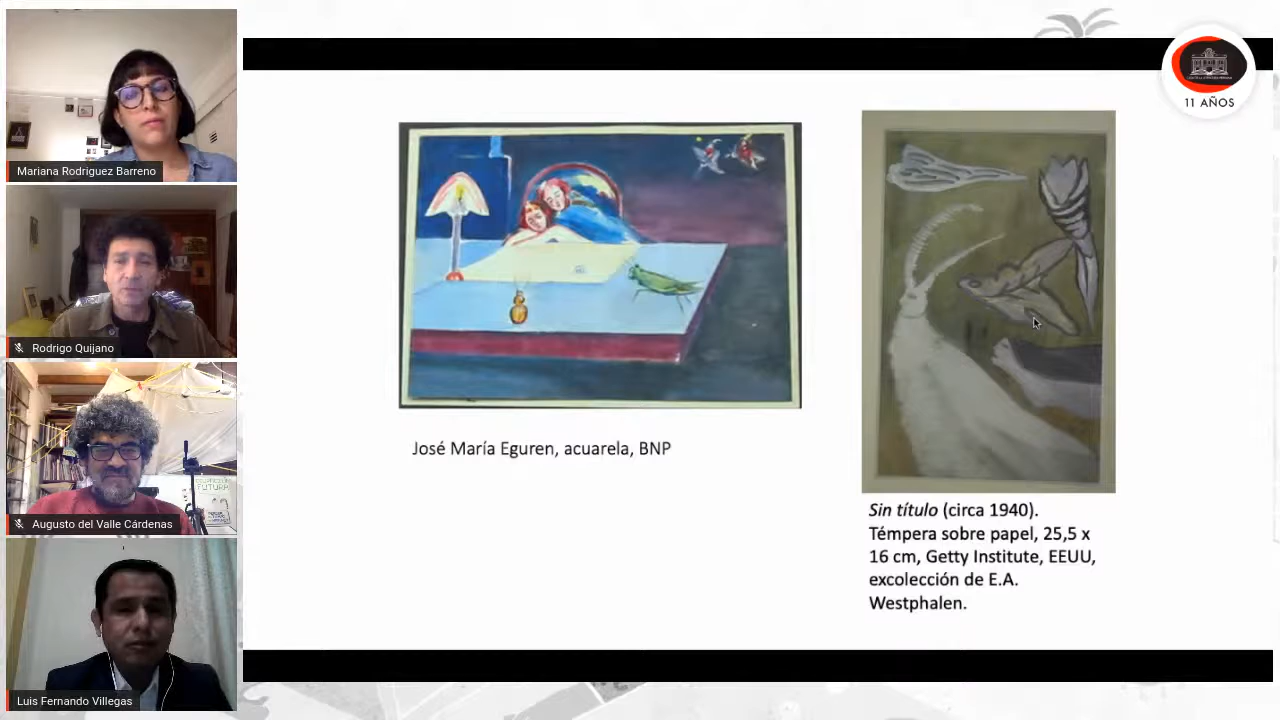 Mariana Rodriguez Barreno
Rodrigo Quijano
Augusto del Valle Cárdenas
Luis Fernando Villegas
José María Eguren, acuarela, BNP
Sin título (circa 1940).
Témpera sobre papel, 25,5 x
16 cm, Getty Institute, EEUU,
excolección de E.A.
Westphalen.
11 AÑOS